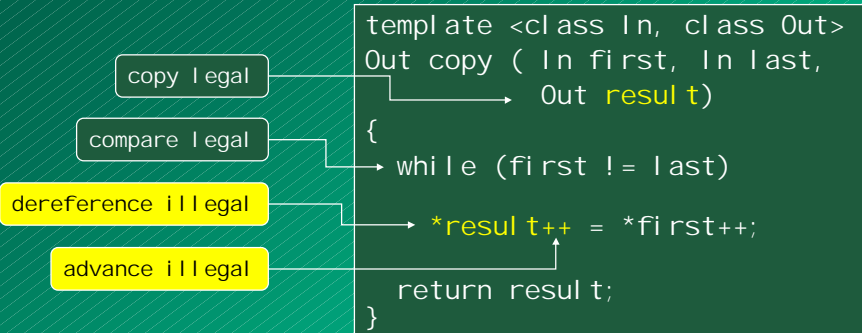 template <class In, class Out>
Out copy ( In first, In last,
Out result)
{
while (first != last)
*result++ = *first++;
return result;
}
copy legal
compare legal
dereference illegal
advance illegal